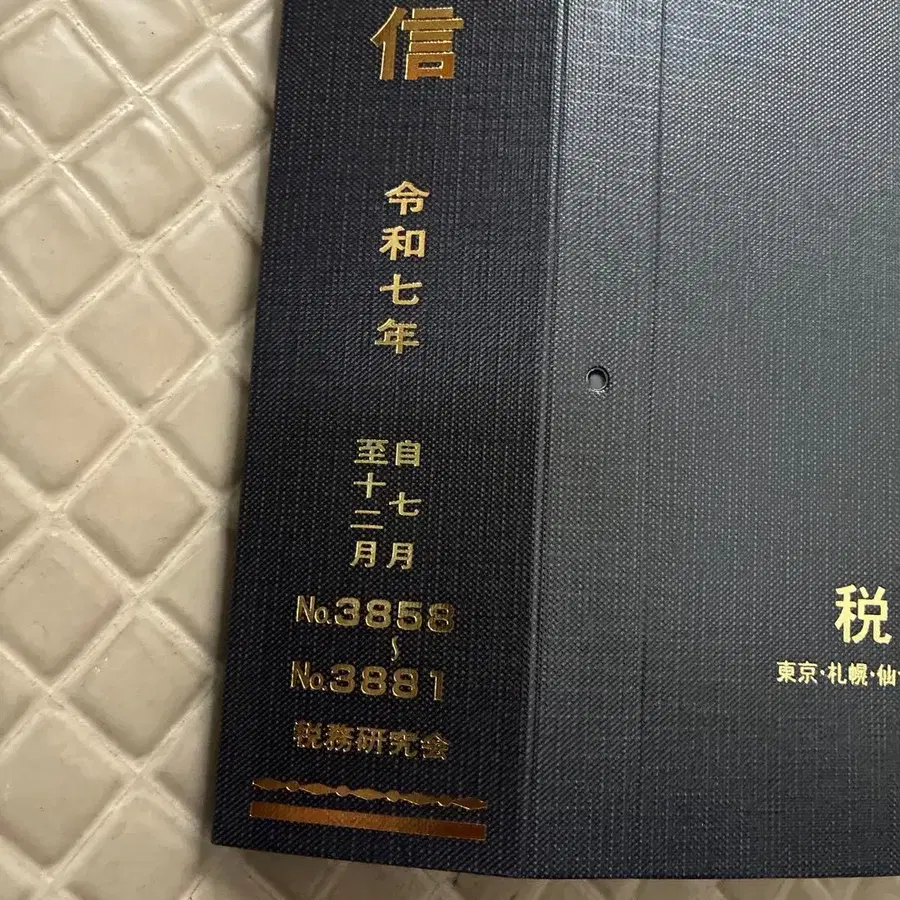 信
令和七年
自七月
至十二月
No.3858
〜
No.3881
税務研究会
税
東京・札幌・仙